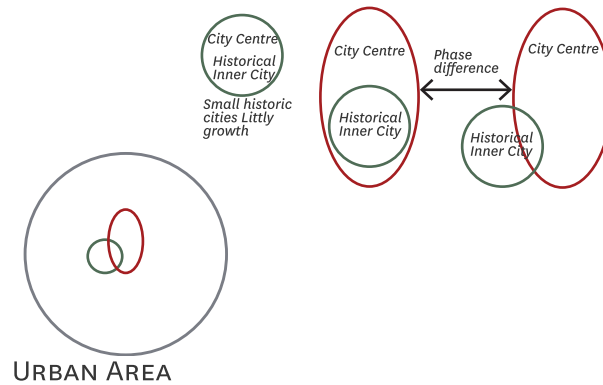 City Centre
Historical
Inner City
Small historic
cities Littly
growth
City Centre
Historical
Inner City
Phase
difference
City Centre
Historical
Inner City
Urban Area